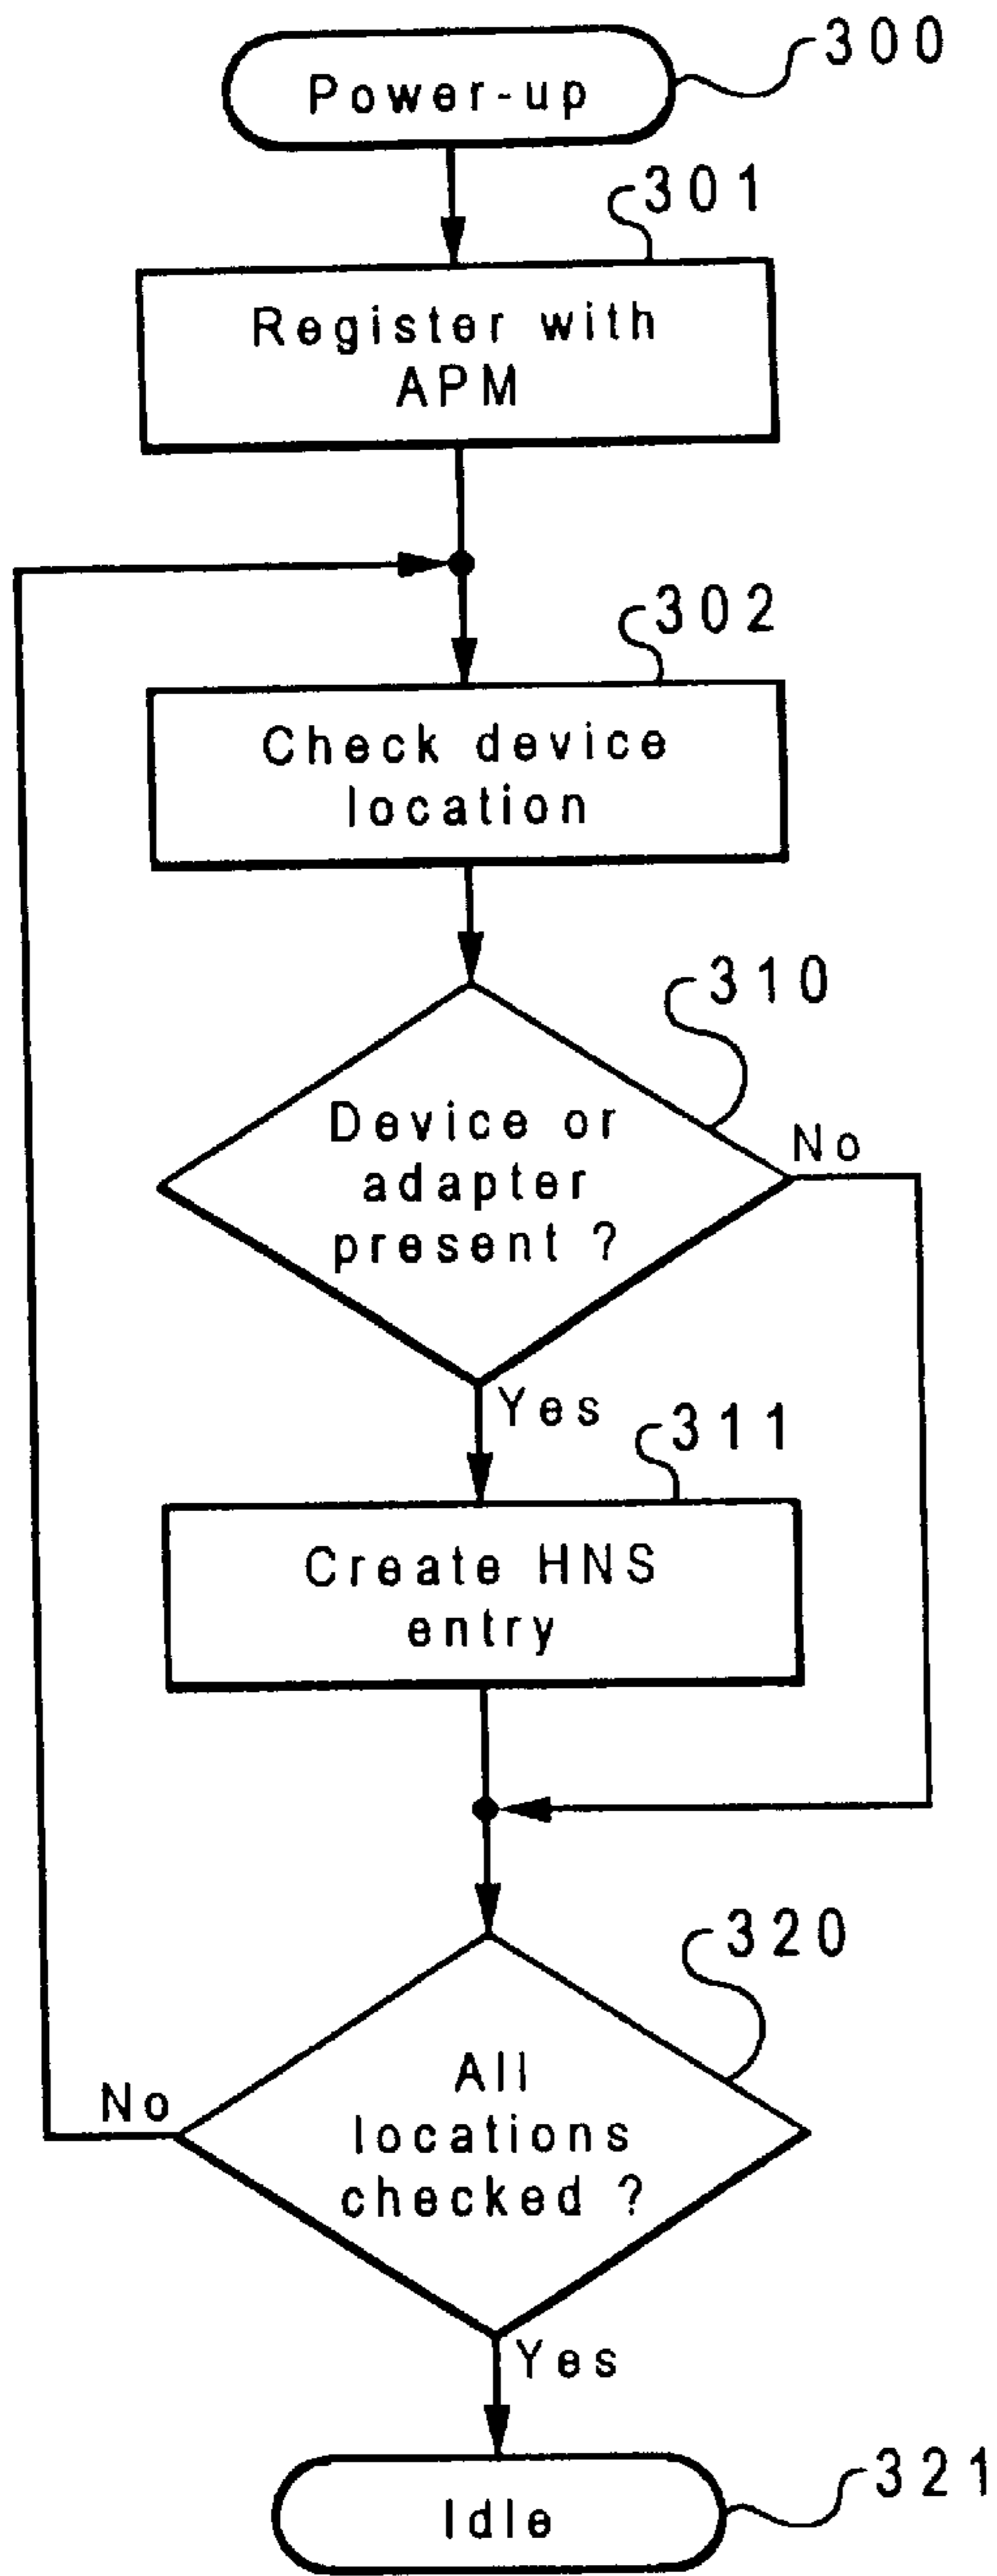 300
Power-up
301
Register with
APM
302
Check device
location
310
Device or
adapter
present ?
No
Yes
311
Create HNS
entry
320
All
locations
checked ?
No
Yes
321
Idle